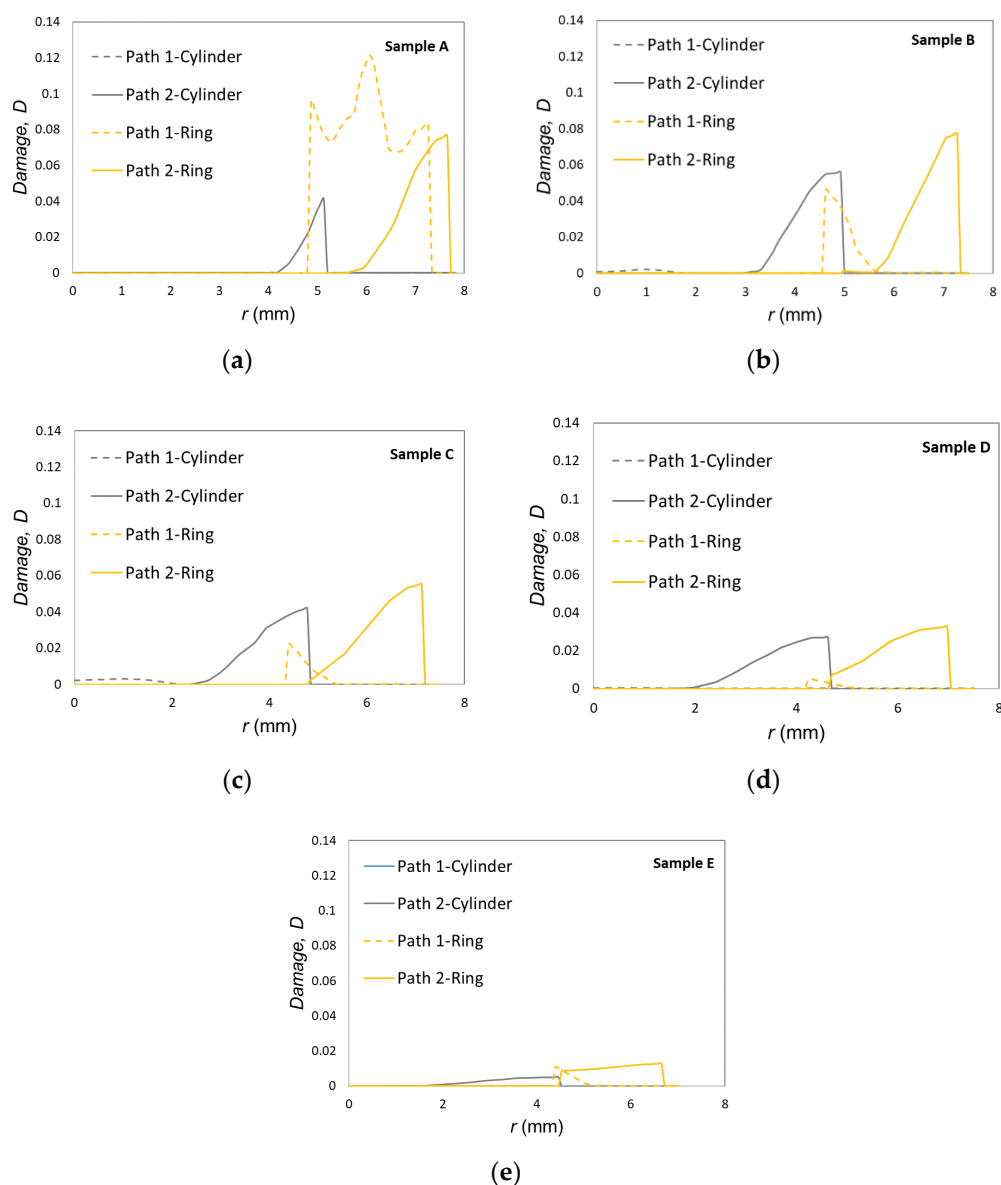 0.14
0.12
0.1
0.08
0.06
0.04
0.02
0
Damage, D
Sample A
Path 1-Cylinder
Path 2-Cylinder
Path 1-Ring
Path 2-Ring
0 1 2 3 4 5 6 7 8
r (mm)
(a)
0.14
0.12
0.1
0.08
0.06
0.04
0.02
0
Damage, D
Sample B
Path 1-Cylinder
Path 2-Cylinder
Path 1-Ring
Path 2-Ring
0 1 2 3 4 5 6 7 8
r (mm)
(b)
0.14
0.12
0.1
0.08
0.06
0.04
0.02
0
Damage, D
Sample C
Path 1-Cylinder
Path 2-Cylinder
Path 1-Ring
Path 2-Ring
0 2 4 6 8
r (mm)
(c)
0.14
0.12
0.1
0.08
0.06
0.04
0.02
0
Damage, D
Sample D
Path 1-Cylinder
Path 2-Cylinder
Path 1-Ring
Path 2-Ring
0 2 4 6 8
r (mm)
(d)
0.14
0.12
0.1
0.08
0.06
0.04
0.02
0
Damage, D
Sample E
Path 1-Cylinder
Path 2-Cylinder
Path 1-Ring
Path 2-Ring
0 2 4 6 8
r (mm)
(e)